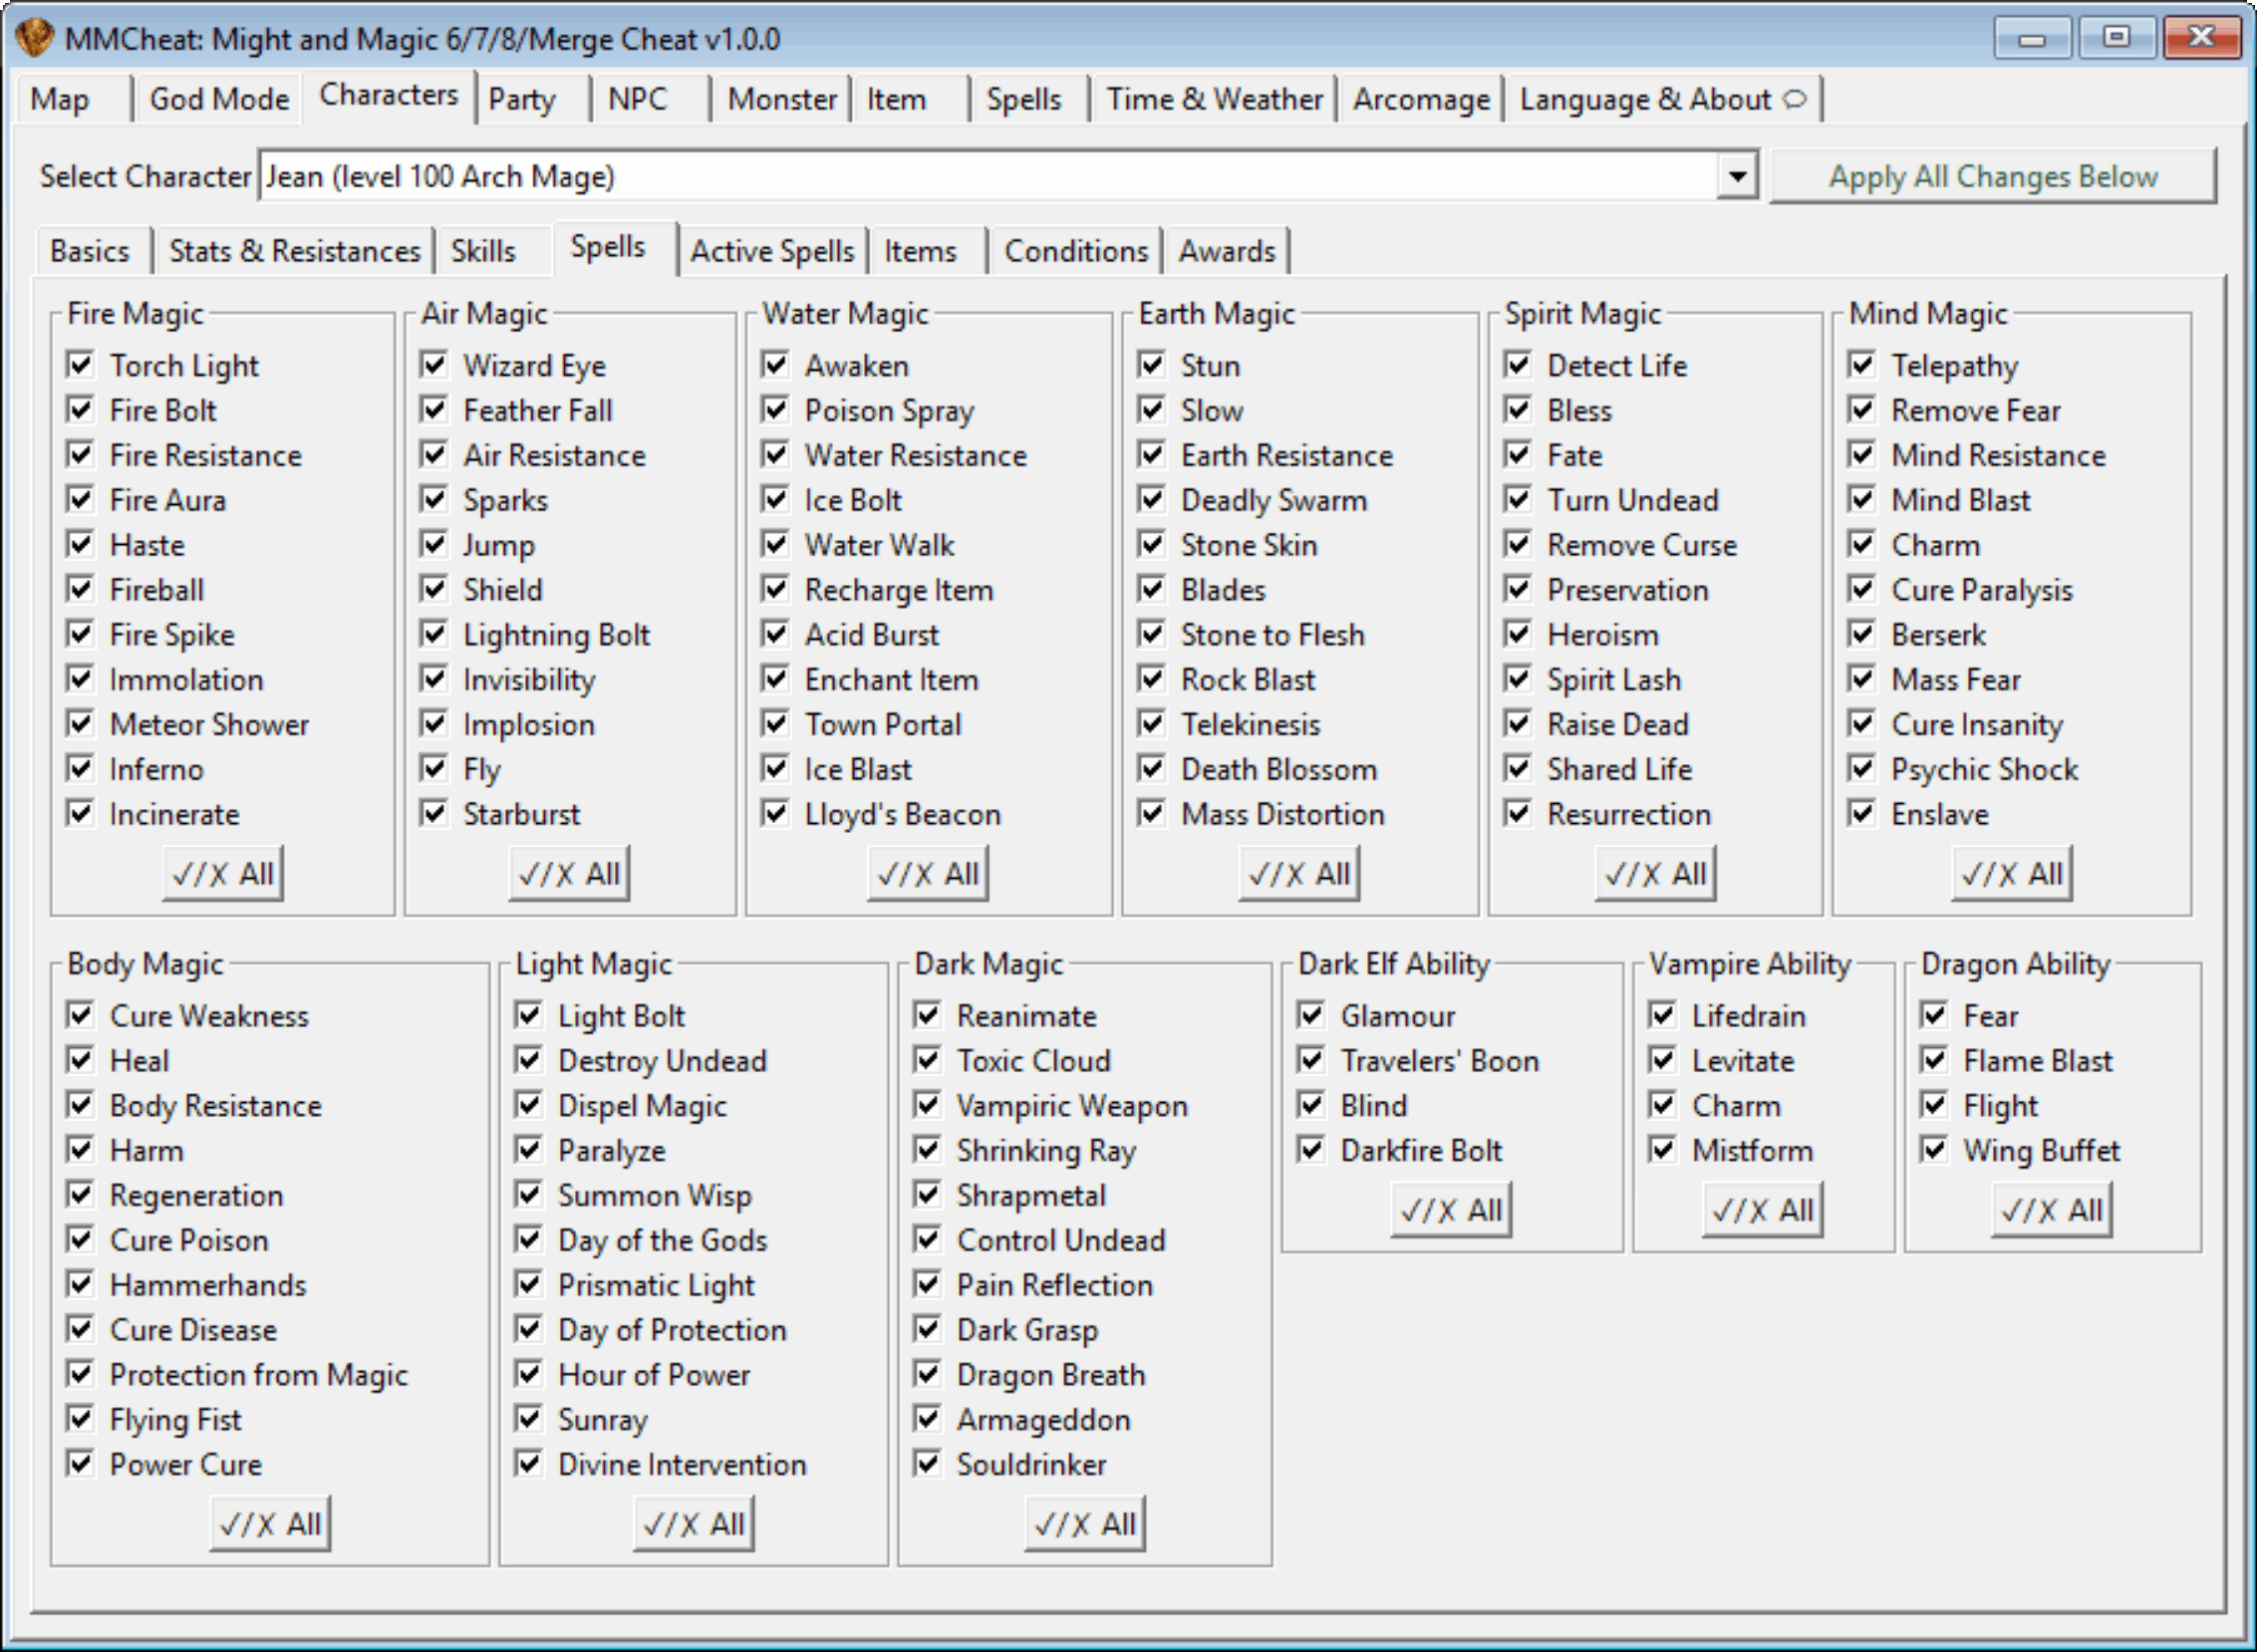 MMCheat: Might and Magic 6/7/8/Merge Cheat v1.0.0
Map God Mode Characters Party NPC Monster Item Spells Time & Weather Arcomage Language & About
Select Character Jean (level 100 Arch Mage) Apply All Changes Below
Basics Stats & Resistances Skills Spells Active Spells Items Conditions Awards
Fire Magic
Torch Light
Fire Bolt
Fire Resistance
Fire Aura
Haste
Fireball
Fire Spike
Immolation
Meteor Shower
Inferno
Incinerate
✓/X All
Air Magic
Wizard Eye
Feather Fall
Air Resistance
Sparks
Jump
Shield
Lightning Bolt
Invisibility
Implosion
Fly
Starburst
✓/X All
Water Magic
Awaken
Poison Spray
Water Resistance
Ice Bolt
Water Walk
Recharge Item
Acid Burst
Enchant Item
Town Portal
Ice Blast
Lloyd's Beacon
✓/X All
Earth Magic
Stun
Slow
Earth Resistance
Deadly Swarm
Stone Skin
Blades
Stone to Flesh
Rock Blast
Telekinesis
Death Blossom
Mass Distortion
✓/X All
Spirit Magic
Detect Life
Bless
Fate
Turn Undead
Remove Curse
Preservation
Heroism
Spirit Lash
Raise Dead
Shared Life
Resurrection
✓/X All
Mind Magic
Telepathy
Remove Fear
Mind Resistance
Mind Blast
Charm
Cure Paralysis
Berserk
Mass Fear
Cure Insanity
Psychic Shock
Enslave
✓/X All
Body Magic
Cure Weakness
Heal
Body Resistance
Harm
Regeneration
Cure Poison
Hammerhands
Cure Disease
Protection from Magic
Flying Fist
Power Cure
✓/X All
Light Magic
Light Bolt
Destroy Undead
Dispel Magic
Paralyze
Summon Wisp
Day of the Gods
Prismatic Light
Day of Protection
Hour of Power
Sunray
Divine Intervention
✓/X All
Dark Magic
Reanimate
Toxic Cloud
Vampiric Weapon
Shrinking Ray
Shrapmetal
Control Undead
Pain Reflection
Dark Grasp
Dragon Breath
Armageddon
Souldrinker
✓/X All
Dark Elf Ability
Glamour
Travelers' Boon
Blind
Darkfire Bolt
✓/X All
Vampire Ability
Lifedrain
Levitate
Charm
Mistform
✓/X All
Dragon Ability
Fear
Flame Blast
Flight
Wing Buffet
✓/X All